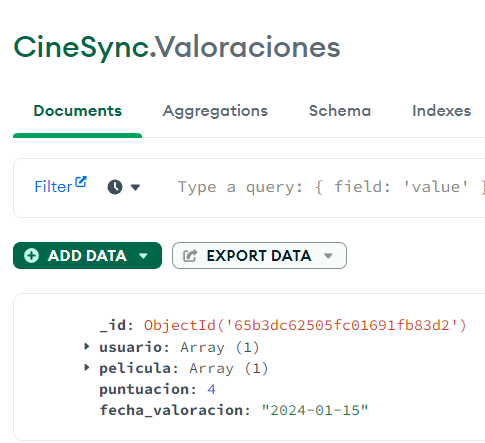 CineSync.Valoraciones
Documents Aggregations Schema Indexes
Filter Type a query: { field: 'value' }
ADD DATA EXPORT DATA
_id: ObjectId('65b3dc62505fc01691fb83d2')
usuario: Array (1)
pelicula: Array (1)
puntuacion: 4
fecha_valoracion: "2024-01-15"